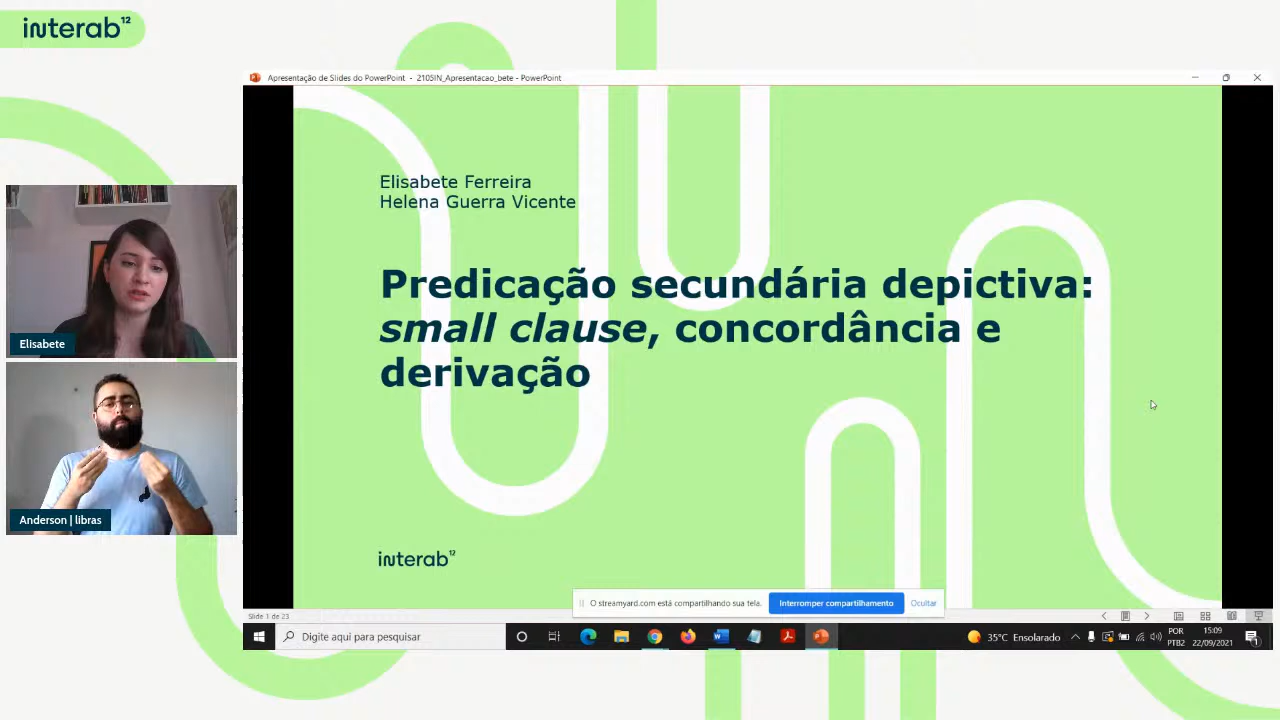 interab¹²
Apresentação de Slides do PowerPoint - 210SIN_Apresentacao_bete - PowerPoint
Elisabete Ferreira
Helena Guerra Vicente
Predicação secundária depictiva:
small clause, concordância e
derivação
Elisabete
Anderson | libras
interab¹²
O streamyard.com está compartilhando sua tela.
Interromper compartilhamento
Ocultar
Slide 1 de 23
Digite aqui para pesquisar
35°C Ensolarado
POR
PTB2
15:09
22/09/2021